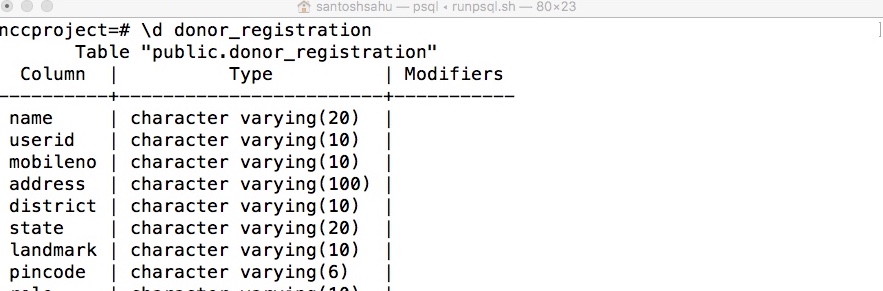 santoshsahu — psql • runpsql.sh — 80×23
nccproject=# \d donor_registration
Table "public.donor_registration"
Column | Type | Modifiers
----------+------------------------+-----------
name | character varying(20) |
userid | character varying(10) |
mobileno | character varying(10) |
address | character varying(100) |
district | character varying(10) |
state | character varying(20) |
landmark | character varying(10) |
pincode | character varying(6) |